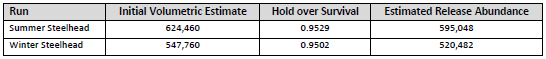 Run Initial Volumetric Estimate Hold over Survival Estimated Release Abundance
Summer Steelhead 624,460 0.9529 595,048
Winter Steelhead 547,760 0.9502 520,482